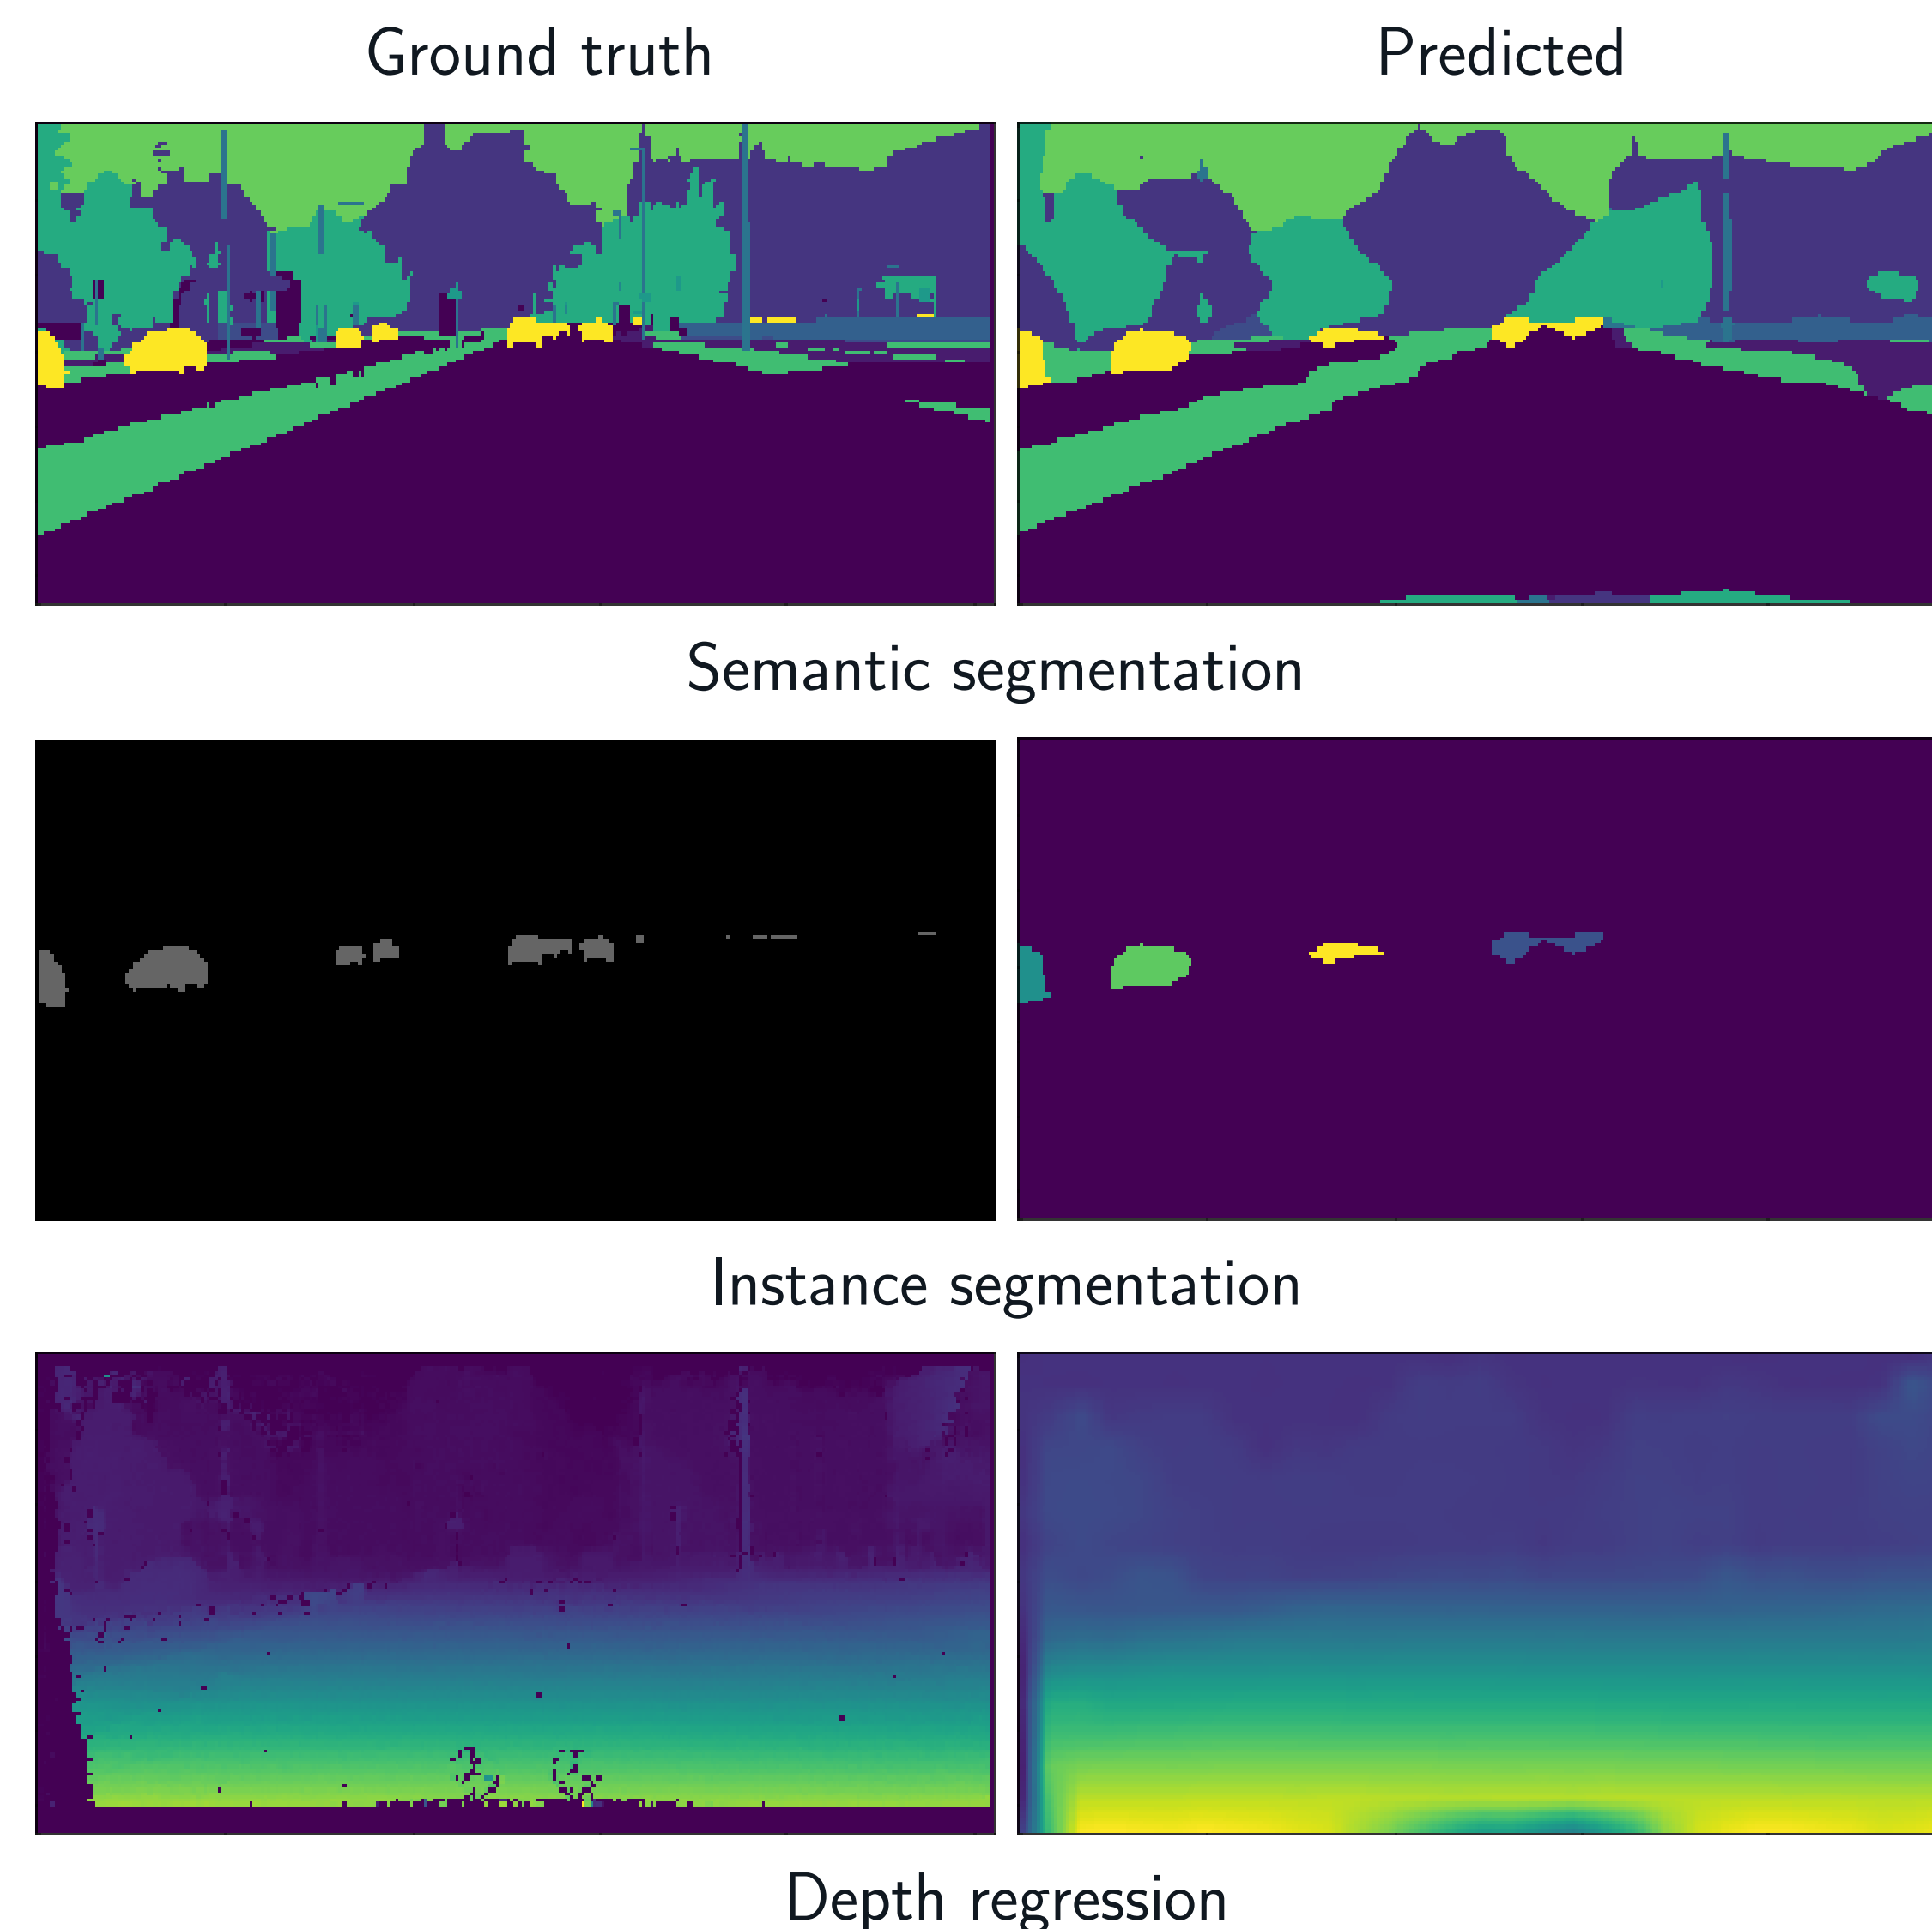 Ground truth
Predicted
Semantic segmentation
Instance segmentation
Depth regression